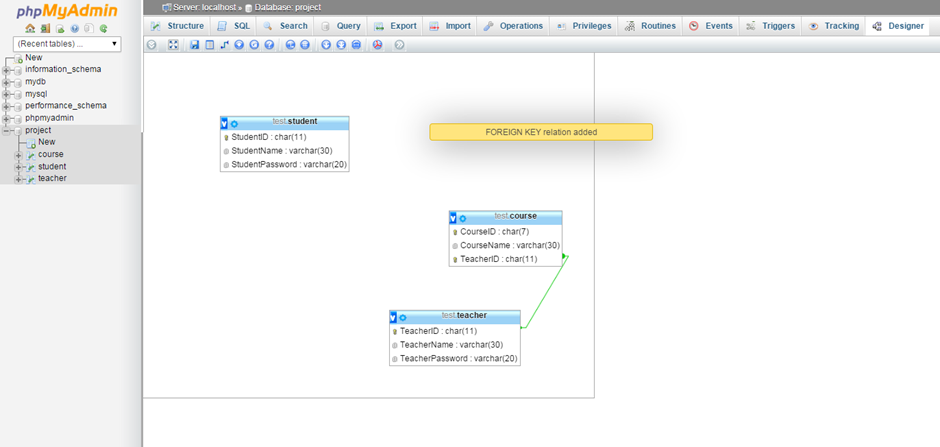 phpMyAdmin
(Recent tables) ...
New
information_schema
mydb
mysql
performance_schema
phpmyadmin
project
New
course
student
teacher
Server: localhost » Database: project
Structure SQL Search Query Export Import Operations Privileges Routines Events Triggers Tracking Designer
FOREIGN KEY relation added
test.student
StudentID : char(11)
StudentName : varchar(30)
StudentPassword : varchar(20)
test.course
CourseID : char(7)
CourseName : varchar(30)
TeacherID : char(11)
test.teacher
TeacherID : char(11)
TeacherName : varchar(30)
TeacherPassword : varchar(20)